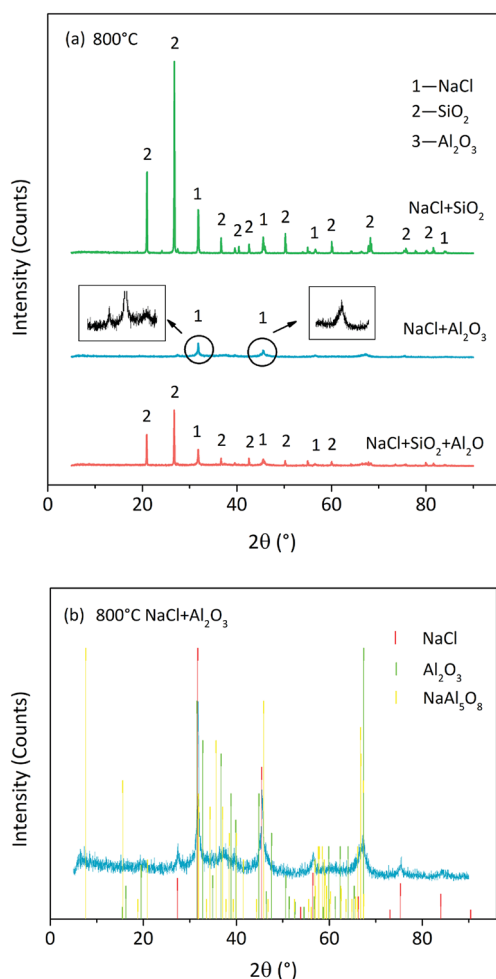 (a) 800°C
2
1—NaCl
2—SiO₂
3—Al₂O₃
2
1
2
2
2
1
2
1
2
2
2
2
1
NaCl+SiO₂
1
1
NaCl+Al₂O₃
2
2
1
2
2
1
2
1
2
NaCl+SiO₂+Al₂O
Intensity (Counts)
0
20
40
60
80
2θ (°)
(b) 800°C NaCl+Al₂O₃
NaCl
Al₂O₃
NaAl₅O₈
Intensity (Counts)
0
20
40
60
80
2θ (°)